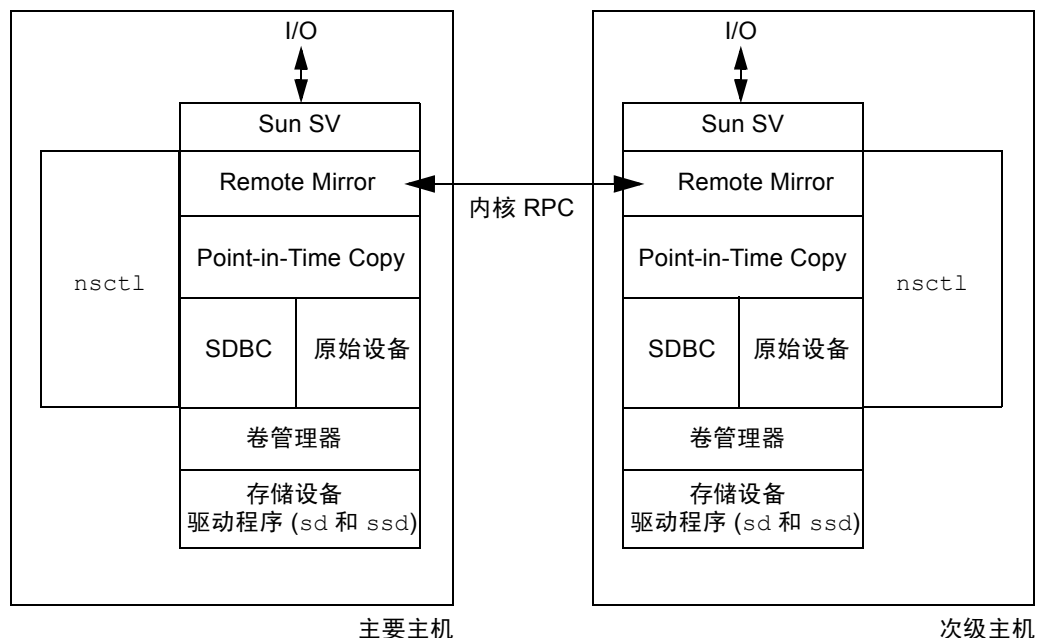 I/O
Sun SV
Remote Mirror
Point-in-Time Copy
nsctl
SDBC
原始设备
卷管理器
存储设备
驱动程序 (sd 和 ssd)
主要主机
内核 RPC
I/O
Sun SV
Remote Mirror
Point-in-Time Copy
nsctl
SDBC
原始设备
卷管理器
存储设备
驱动程序 (sd 和 ssd)
次级主机